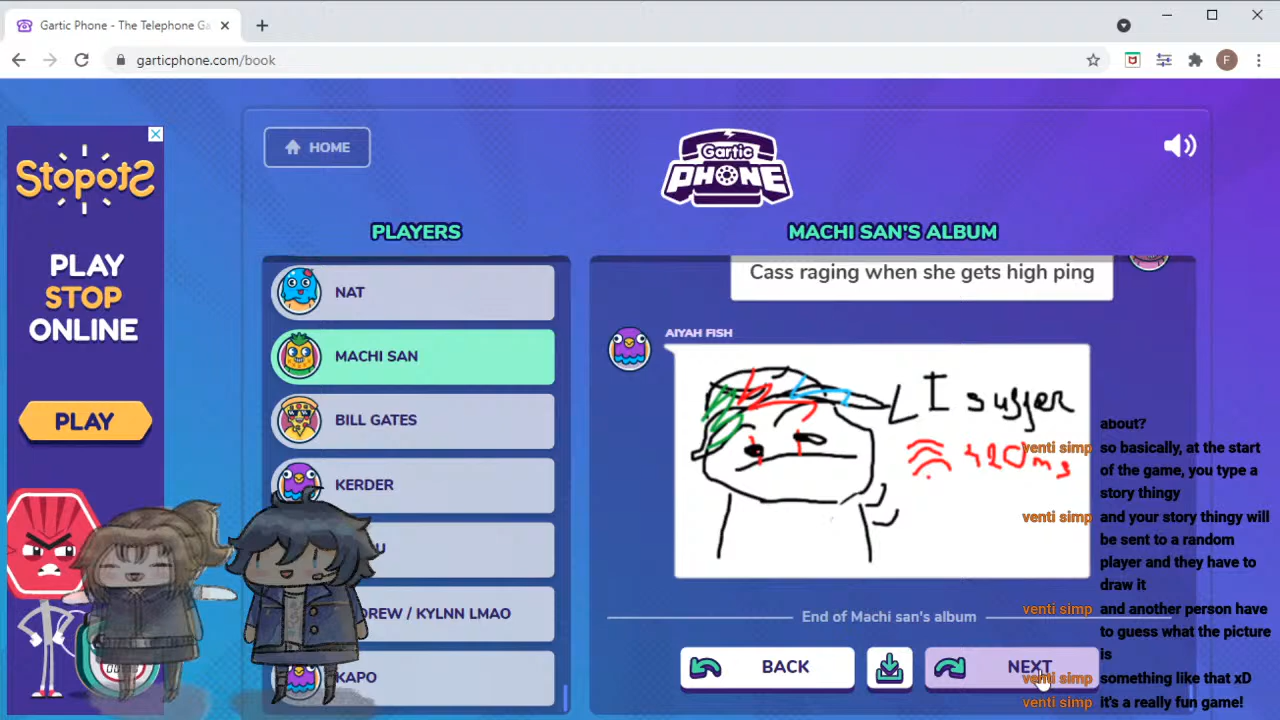 Gartic Phone - The Telephone Ga
garticphone.com/book
F
StopotS
PLAY
STOP
ONLINE
PLAY
HOME
Gartic
PHONE
PLAYERS
NAT
MACHI SAN
BILL GATES
KERDER
U
DREW / KYLNN LMAO
KAPO
MACHI SAN'S ALBUM
Cass raging when she gets high ping
AIYAH FISH
I suffer
420ms
End of Machi san's album
BACK
NEXT
about?
venti simp so basically, at the start
of the game, you type a
story thingy
venti simp and your story thingy will
be sent to a random
player and they have to
draw it
venti simp and another person have
to guess what the picture
is
venti simp something like that xD
venti simp it's a really fun game!